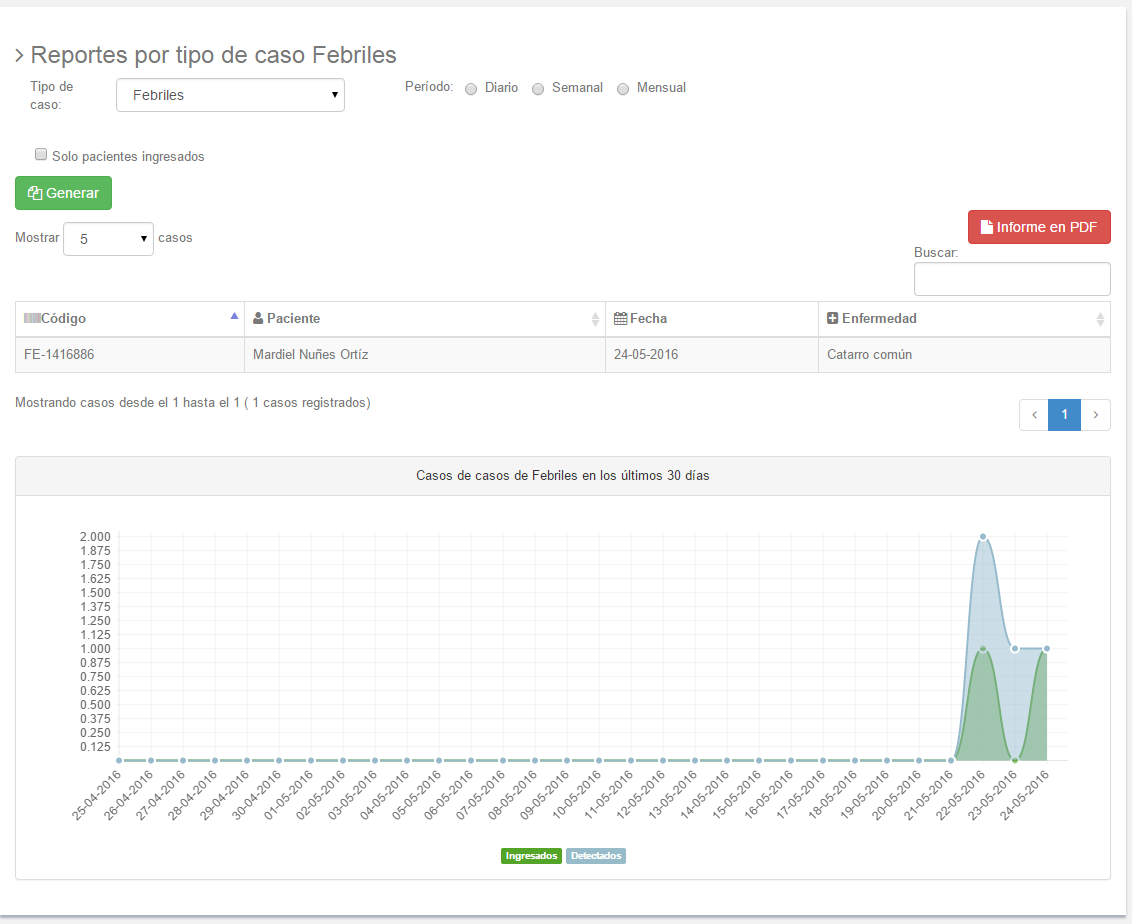 Reportes por tipo de caso Febriles
Tipo de
caso:
Febriles
Período:
Diario
Semanal
Mensual
Solo pacientes ingresados
Generar
Mostrar 5 casos
Informe en PDF
Buscar:
Código
Paciente
Fecha
Enfermedad
FE-1416886
Mardiel Nuñes Ortíz
24-05-2016
Catarro común
Mostrando casos desde el 1 hasta el 1 ( 1 casos registrados)
1
Casos de casos de Febriles en los últimos 30 días
2.000
1.875
1.750
1.625
1.500
1.375
1.250
1.125
1.000
0.875
0.750
0.625
0.500
0.375
0.250
0.125
25-04-2016
26-04-2016
27-04-2016
28-04-2016
29-04-2016
30-04-2016
01-05-2016
02-05-2016
03-05-2016
04-05-2016
05-05-2016
06-05-2016
07-05-2016
08-05-2016
09-05-2016
10-05-2016
11-05-2016
12-05-2016
13-05-2016
14-05-2016
15-05-2016
16-05-2016
17-05-2016
18-05-2016
19-05-2016
20-05-2016
21-05-2016
22-05-2016
23-05-2016
24-05-2016
Ingresados
Detectados